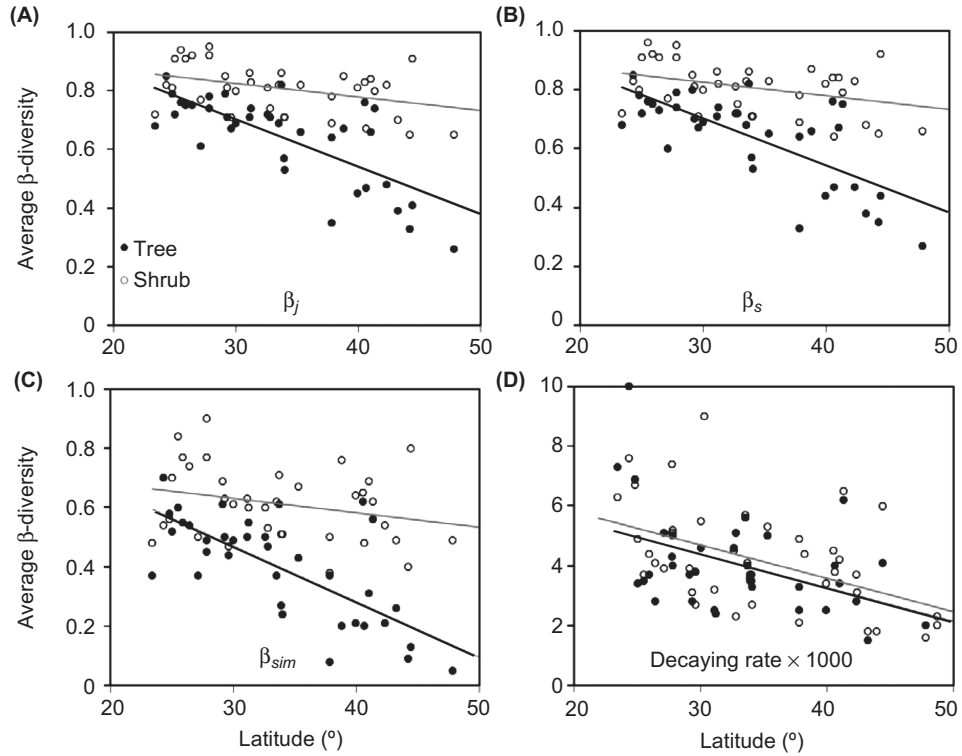 (A)
1.0
0.8
0.6
0.4
0.2
0
Average β-diversity
Tree
Shrub
βj
20 30 40 50
(B)
1.0
0.8
0.6
0.4
0.2
0
βs
20 30 40 50
(C)
1.0
0.8
0.6
0.4
0.2
0
Average β-diversity
βsim
20 30 40 50
Latitude (º)
(D)
10
8
6
4
2
0
Decaying rate × 1000
20 30 40 50
Latitude (º)